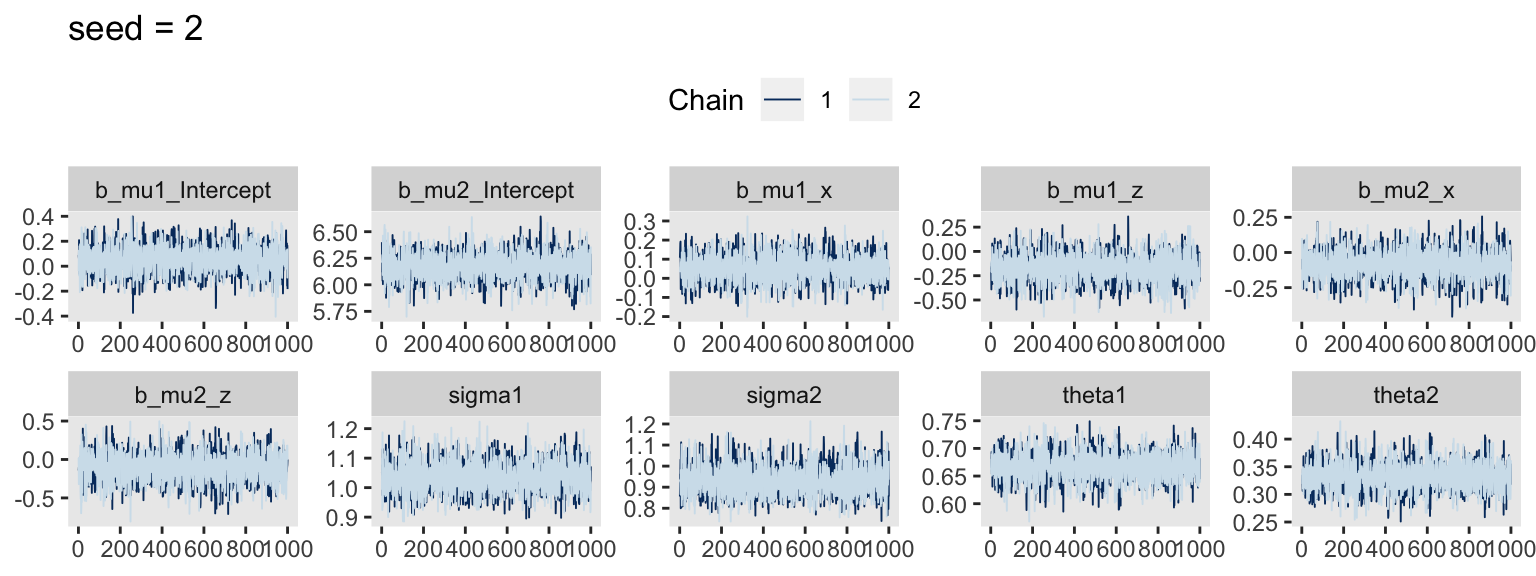 seed = 2
Chain 1 2
b_mu1_Intercept b_mu2_Intercept b_mu1_x b_mu1_z b_mu2_x
0.4 0.2 0.0 -0.2 -0.4 6.50 6.25 6.00 5.75 0.3 0.2 0.1 0.0 -0.1 -0.2 0.25 0.00 -0.25 -0.50 0.25 0.00 -0.25
0 200 400 600 800 1000 0 200 400 600 800 1000 0 200 400 600 800 1000 0 200 400 600 800 1000 0 200 400 600 800 1000
b_mu2_z sigma1 sigma2 theta1 theta2
0.5 0.0 -0.5 1.2 1.1 1.0 0.9 1.2 1.1 1.0 0.9 0.8 0.75 0.70 0.65 0.60 0.40 0.35 0.30 0.25
0 200 400 600 800 1000 0 200 400 600 800 1000 0 200 400 600 800 1000 0 200 400 600 800 1000 0 200 400 600 800 1000